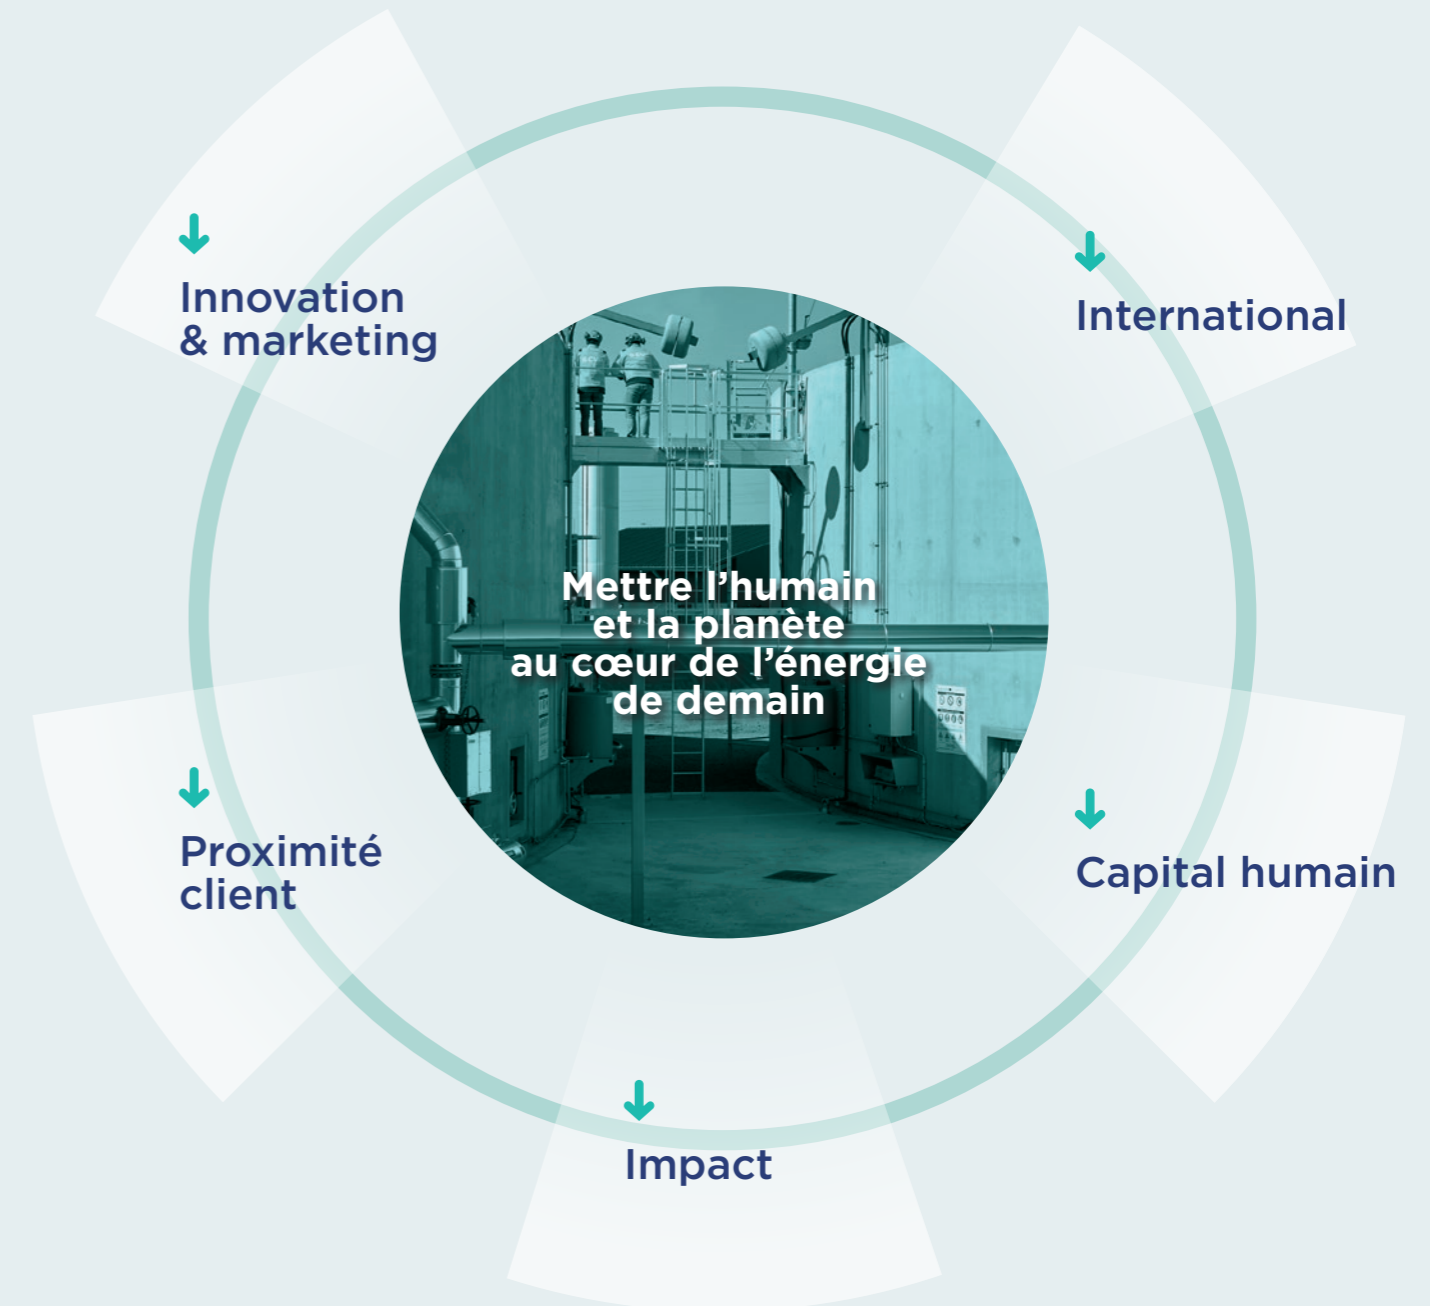 Innovation
& marketing
International
Mettre l’humain
et la planète
au cœur de l’énergie
de demain
Proximité
client
Capital humain
Impact